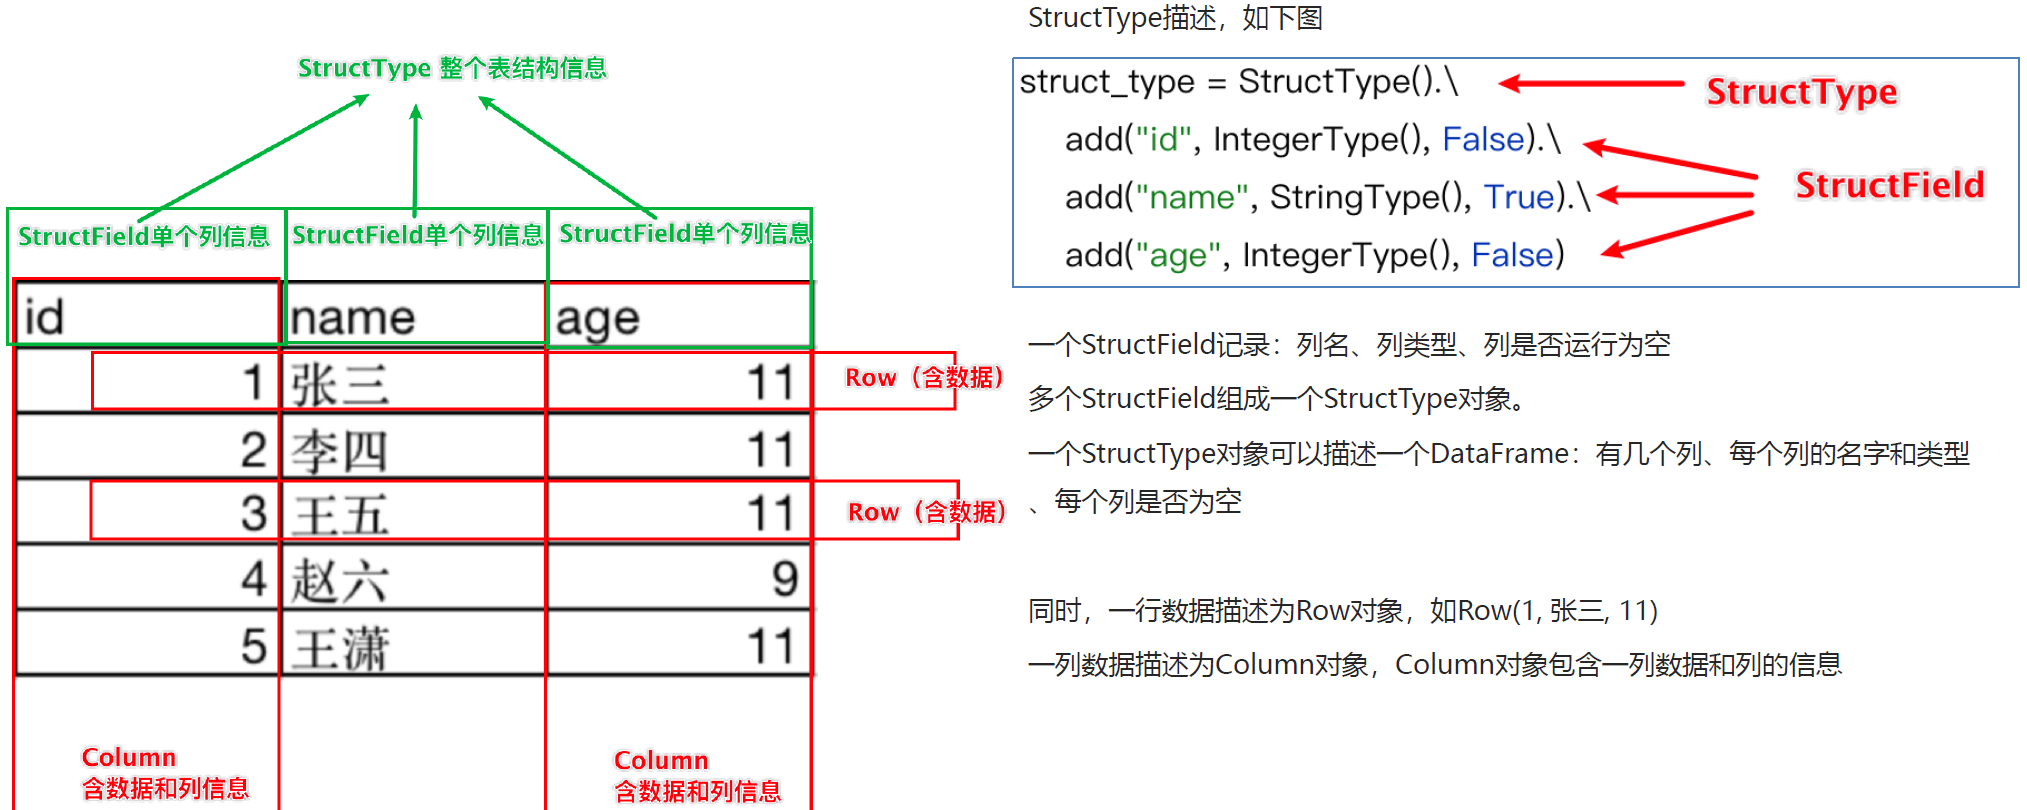 StructType 整个表结构信息
StructField单个列信息
StructField单个列信息
StructField单个列信息
id name age
1 张三 11
Row（含数据）
2 李四 11
3 王五 11
Row（含数据）
4 赵六 9
5 王潇 11
Column
含数据和列信息
Column
含数据和列信息
StructType描述，如下图
struct_type = StructType().\
StructType
add("id", IntegerType(), False).\
add("name", StringType(), True).\
StructField
add("age", IntegerType(), False)
一个StructField记录：列名、列类型、列是否运行为空
多个StructField组成一个StructType对象。
一个StructType对象可以描述一个DataFrame：有几个列、每个列的名字和类型
、每个列是否为空
同时，一行数据描述为Row对象，如Row(1, 张三, 11)
一列数据描述为Column对象，Column对象包含一列数据和列的信息